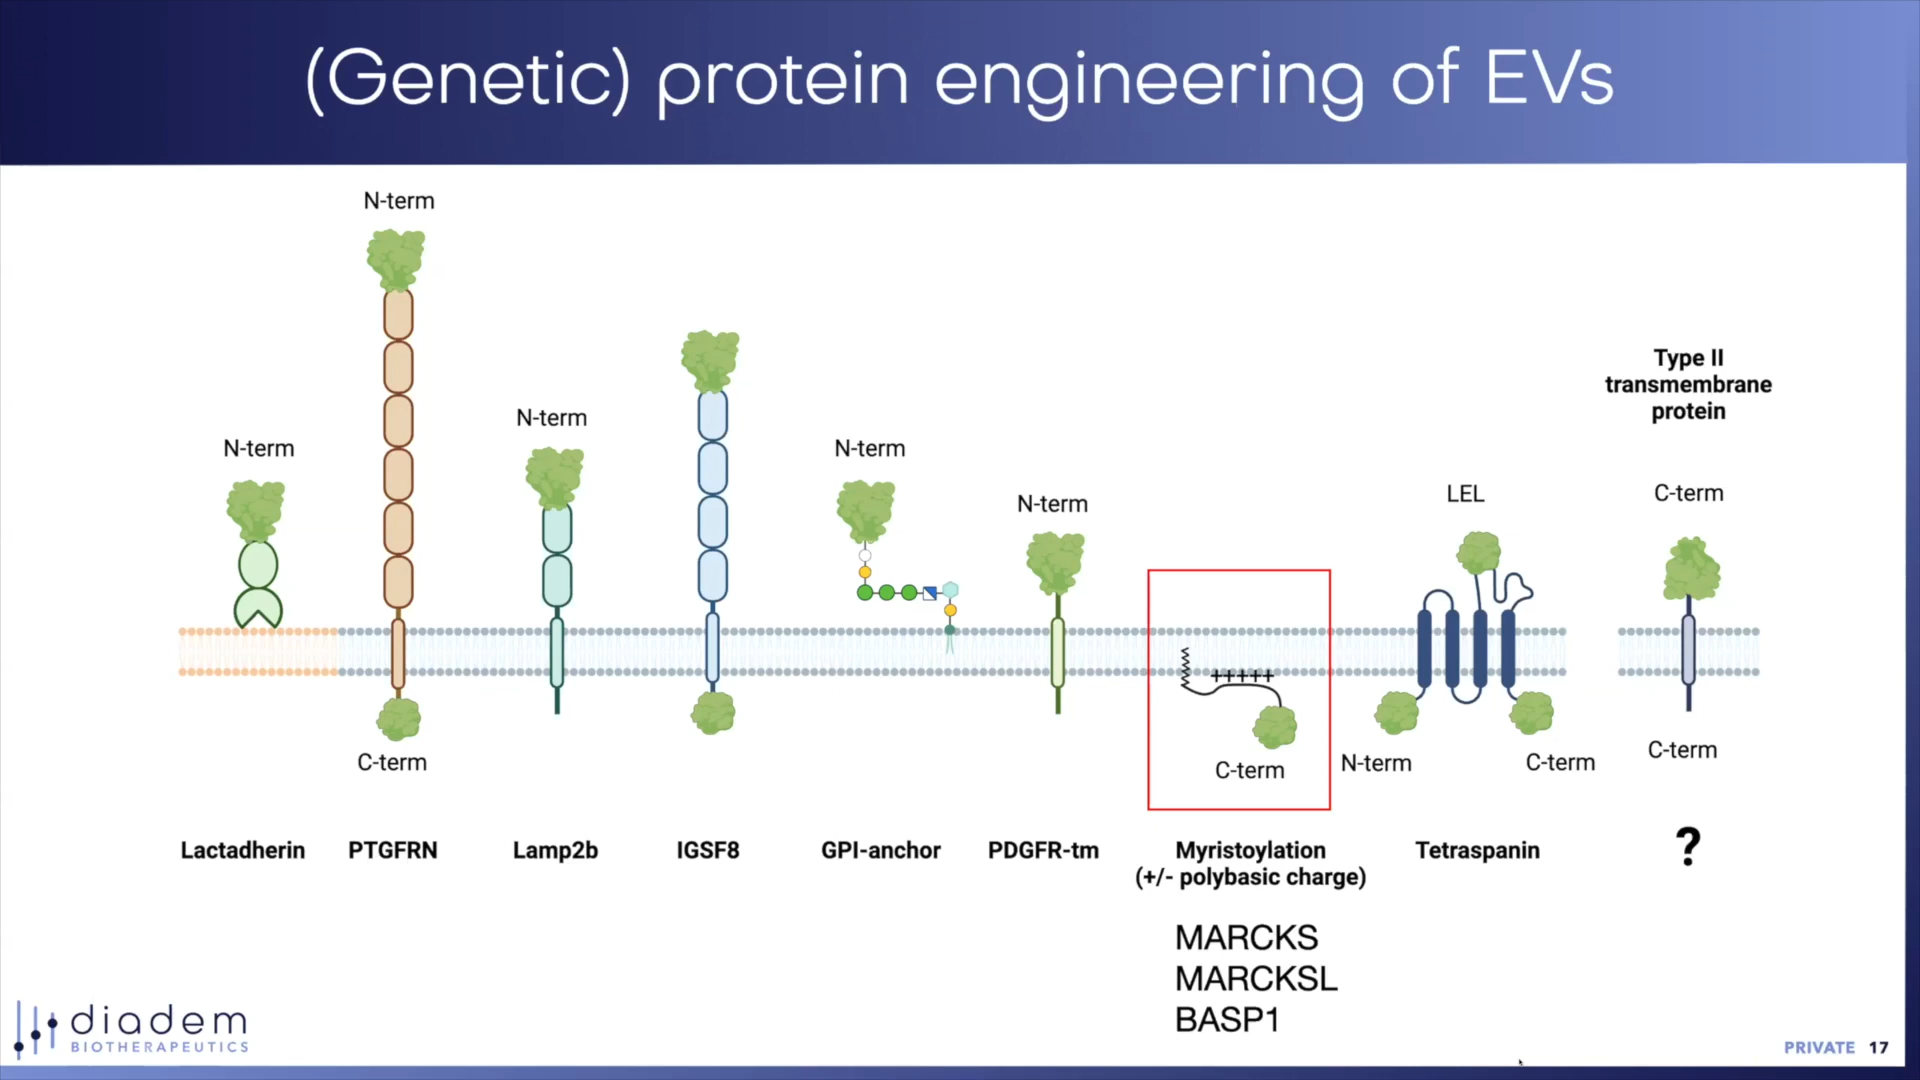 (Genetic) protein engineering of EVs
N-term
N-term
N-term
N-term
N-term
Type II
transmembrane
protein
LEL
C-term
+++++
C-term
C-term
N-term
C-term
C-term
Lactadherin
PTGFRN
Lamp2b
IGSF8
GPI-anchor
PDGFR-tm
Myristoylation
(+/- polybasic charge)
Tetraspanin
?
MARCKS
MARCKSL
BASP1
diadem
BIOTHERAPEUTICS
PRIVATE 17